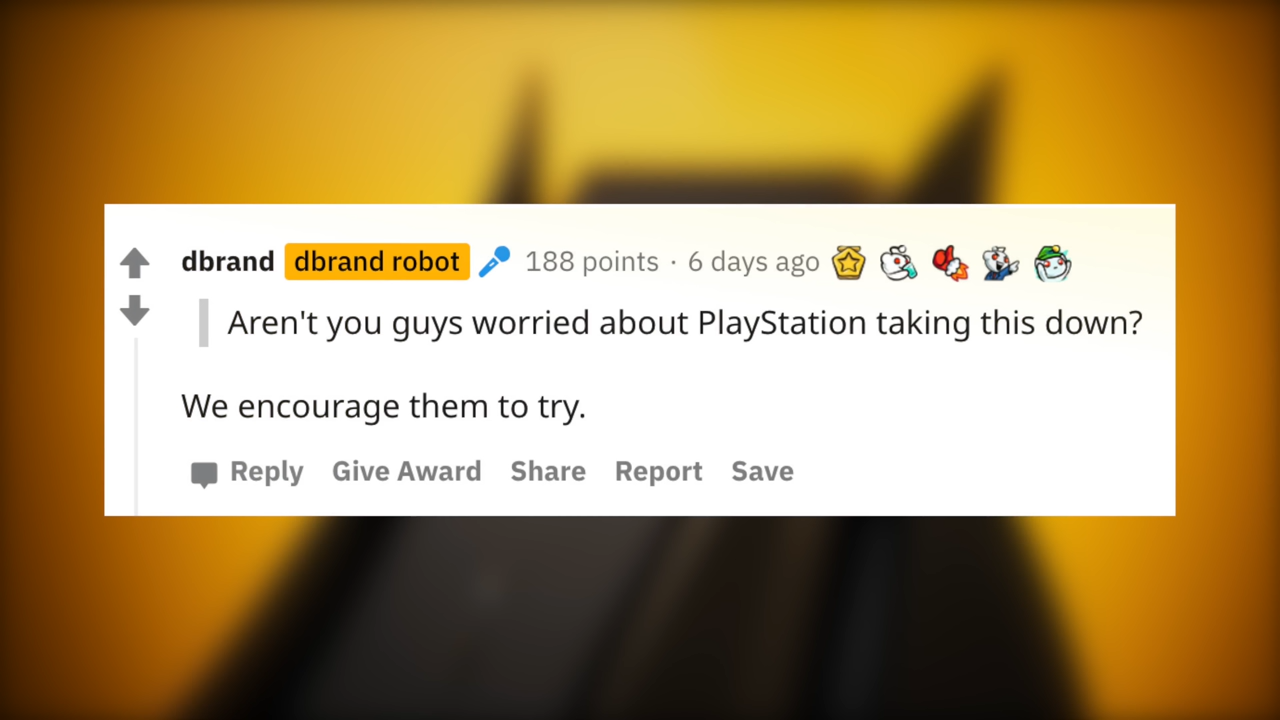 dbrand dbrand robot 188 points · 6 days ago
Aren't you guys worried about PlayStation taking this down?
We encourage them to try.
Reply Give Award Share Report Save